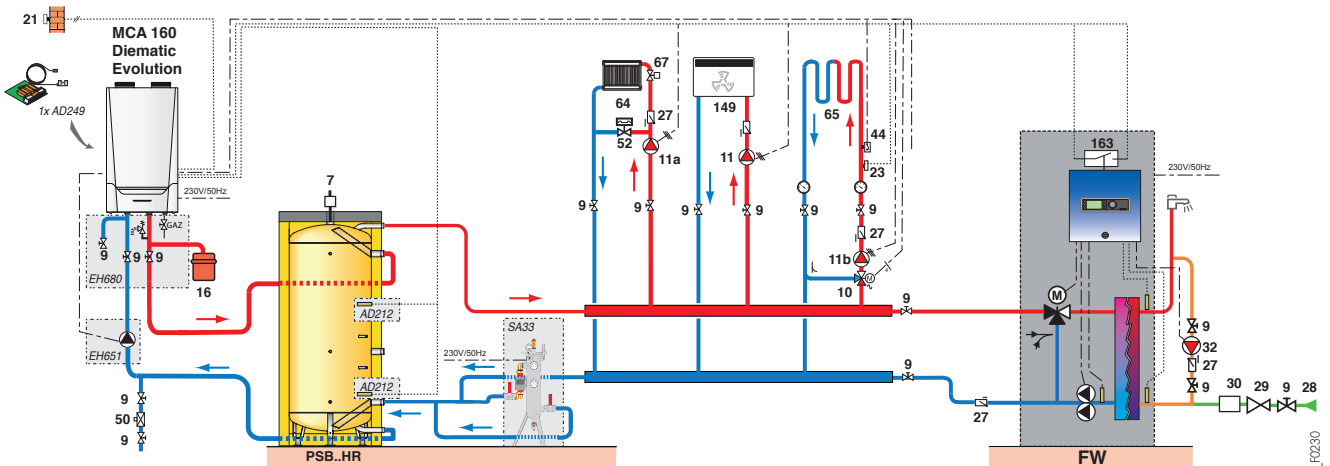 21
MCA 160
Diematic
Evolution
1x AD249
230V/50Hz
GAZ
9
9
9
EH680
16
EH651
9
50
9
7
AD212
AD212
PSB..HR
230V/50Hz
SA33
64
67
27
52
11a
9
9
149
11
9
9
65
44
23
9
9
27
11b
M
10
9
9
27
163
230V/50Hz
M
9
32
27
9
30
29
9
28
FW
F0230